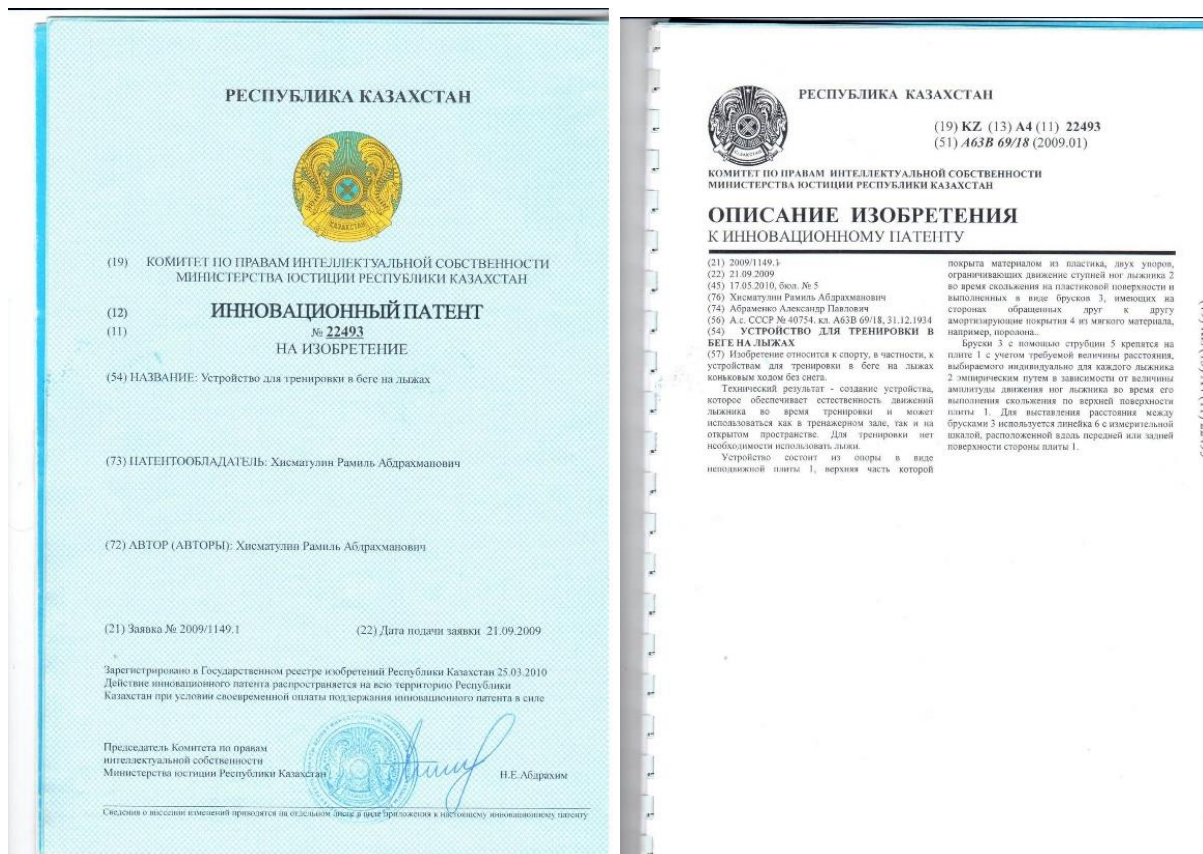 РЕСПУБЛИКА КАЗАХСТАН
КАЗАХСТАН
(19) КОМИТЕТ ПО ПРАВАМ ИНТЕЛЛЕКТУАЛЬНОЙ СОБСТВЕННОСТИ
МИНИСТЕРСТВА ЮСТИЦИИ РЕСПУБЛИКИ КАЗАХСТАН
(12) ИННОВАЦИОННЫЙ ПАТЕНТ
(11) № 22493
НА ИЗОБРЕТЕНИЕ
(54) НАЗВАНИЕ: Устройство для тренировки в беге на лыжах
(73) ПАТЕНТООБЛАДАТЕЛЬ: Хисматулин Рамиль Абдрахманович
(72) АВТОР (АВТОРЫ): Хисматулин Рамиль Абдрахманович
(21) Заявка № 2009/1149.1 (22) Дата подачи заявки 21.09.2009
Зарегистрировано в Государственном реестре изобретений Республики Казахстан 25.03.2010
Действие инновационного патента распространяется на всю территорию Республики
Казахстан при условии своевременной оплаты поддержания инновационного патента в силе
Председатель Комитета по правам
интеллектуальной собственности
Министерства юстиции Республики Казахстан Н.Е.Абдрахим
Сведения о внесении изменений приводятся на отдельном листе в виде приложения к настоящему инновационному патенту
РЕСПУБЛИКА КАЗАХСТАН
(19) KZ (13) A4 (11) 22493
(51) A63B 69/18 (2009.01)
КОМИТЕТ ПО ПРАВАМ ИНТЕЛЛЕКТУАЛЬНОЙ СОБСТВЕННОСТИ
МИНИСТЕРСТВА ЮСТИЦИИ РЕСПУБЛИКИ КАЗАХСТАН
ОПИСАНИЕ ИЗОБРЕТЕНИЯ
К ИННОВАЦИОННОМУ ПАТЕНТУ
(21) 2009/1149.1
(22) 21.09.2009
(45) 17.05.2010, бюл. № 5
(76) Хисматулин Рамиль Абдрахманович
(74) Абраменко Александр Павлович
(56) А.с. СССР № 40754, кл. A63B 69/18, 31.12.1934
(54) УСТРОЙСТВО ДЛЯ ТРЕНИРОВКИ В
БЕГЕ НА ЛЫЖАХ
(57) Изобретение относится к спорту, в частности, к
устройствам для тренировки в беге на лыжах
коньковым ходом без снега.
Технический результат - создание устройства,
которое обеспечивает естественность движений
лыжника во время тренировки и может
использоваться как в тренажерном зале, так и на
открытом пространстве. Для тренировки нет
необходимости использовать лыжи.
Устройство состоит из опоры в виде
неподвижной плиты 1, верхняя часть которой
покрыта материалом из пластика, двух упоров,
ограничивающих движение ступней ног лыжника 2
во время скольжения на пластиковой поверхности и
выполненных в виде брусков 3, имеющих на
сторонах обращенных друг к другу
амортизирующие покрытия 4 из мягкого материала,
например, поролона..
Бруски 3 с помощью струбцин 5 крепятся на
плите 1 с учетом требуемой величины расстояния,
выбираемого индивидуально для каждого лыжника
2 эмпирическим путем в зависимости от величины
амплитуды движения ног лыжника во время его
выполнения скольжения по верхней поверхности
плиты 1. Для выставления расстояния между
брусками 3 используется линейка 6 с измерительной
шкалой, расположенной вдоль передней или задней
поверхности стороны плиты 1.